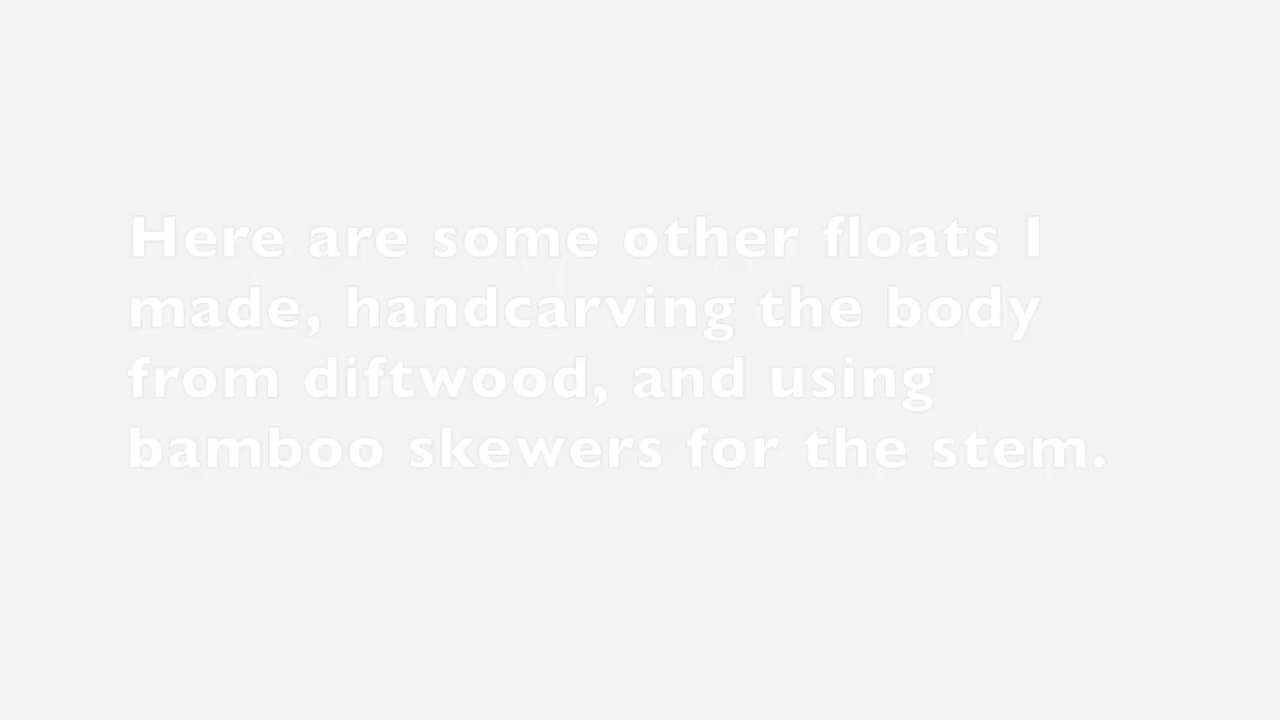 Here are some other floats I
made, handcarving the body
from diftwood, and using
bamboo skewers for the stem.